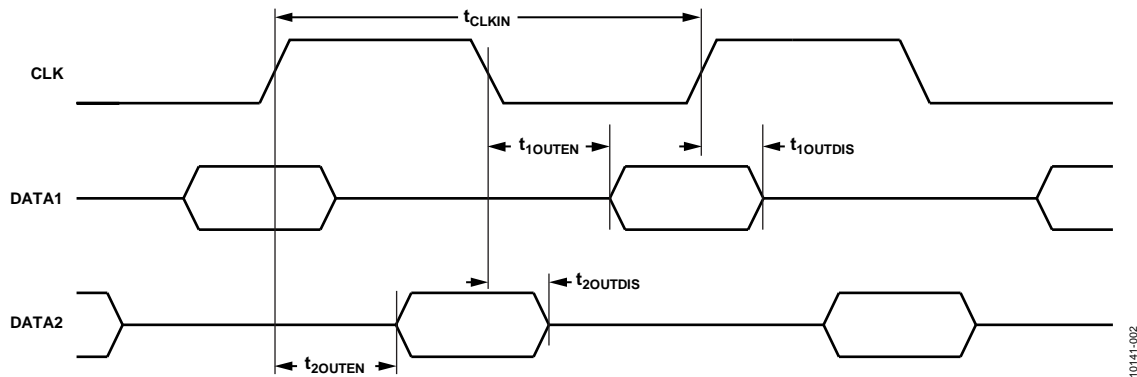 tCLKIN
CLK
t1OUTEN
t1OUTDIS
DATA1
t2OUTDIS
DATA2
t2OUTEN
10141-002